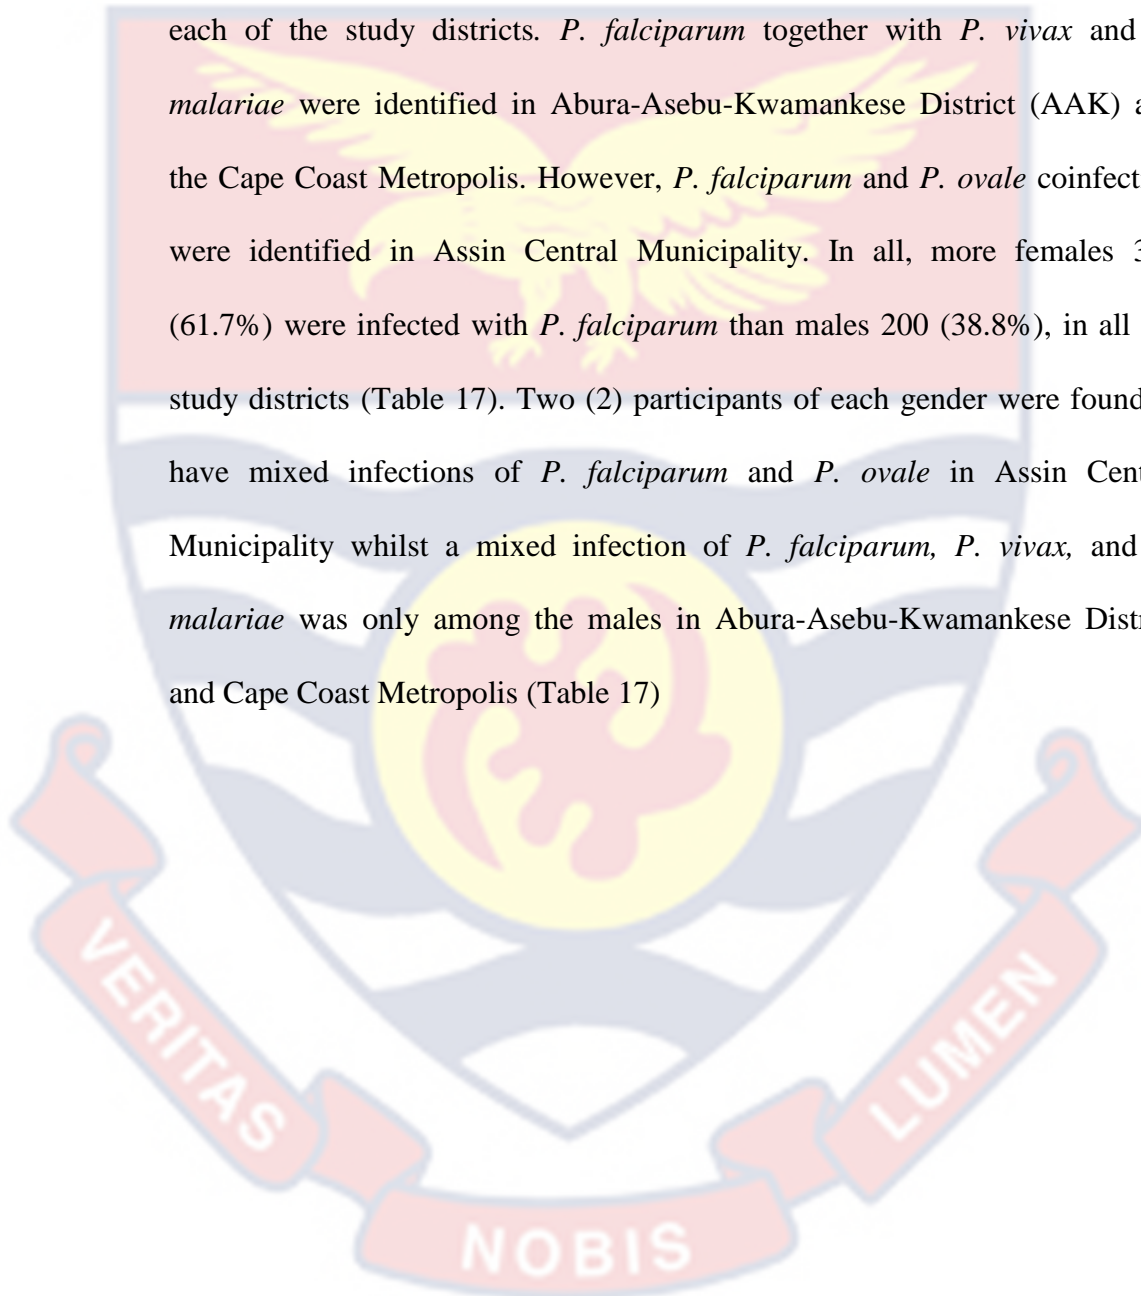 each of the study districts. P. falciparum together with P. vivax and
malariae were identified in Abura-Asebu-Kwamankese District (AAK) a
the Cape Coast Metropolis. However, P. falciparum and P. ovale coinfect
were identified in Assin Central Municipality. In all, more females 3
(61.7%) were infected with P. falciparum than males 200 (38.8%), in all
study districts (Table 17). Two (2) participants of each gender were found
have mixed infections of P. falciparum and P. ovale in Assin Cent
Municipality whilst a mixed infection of P. falciparum, P. vivax, and
malariae was only among the males in Abura-Asebu-Kwamankese Distr
and Cape Coast Metropolis (Table 17)
VERITAS
NOBIS
LUMEN